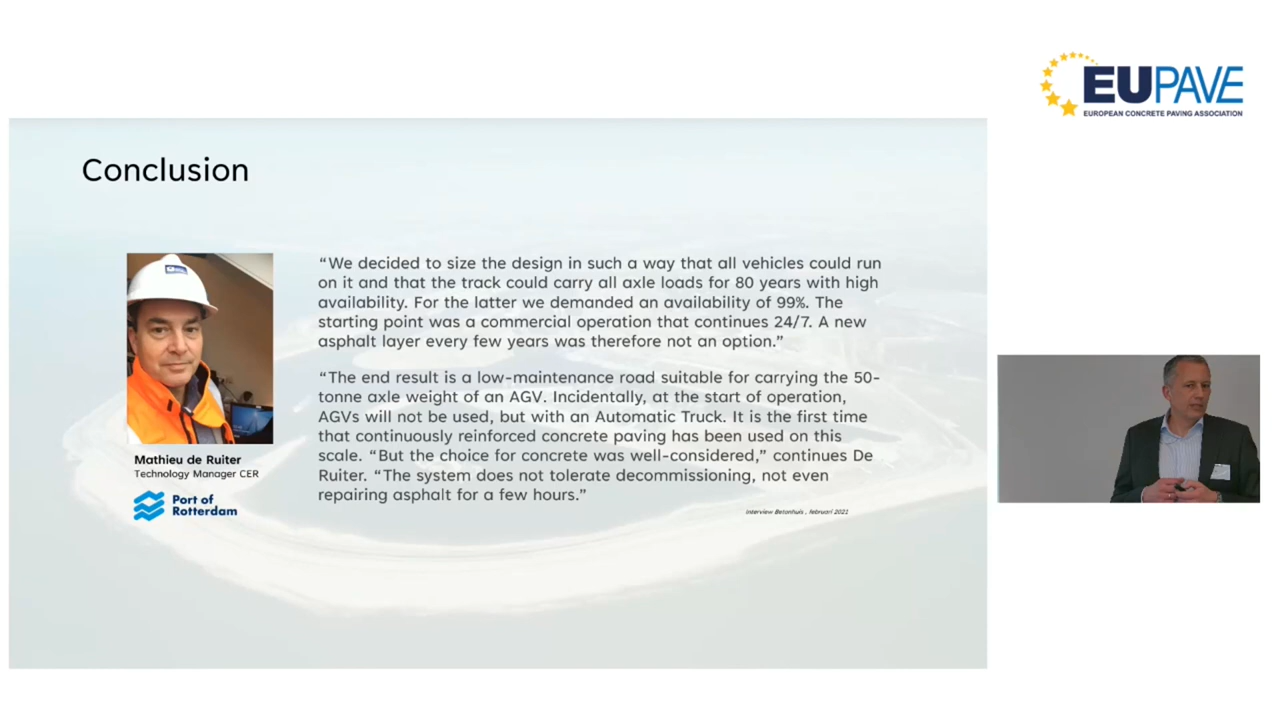 EUPAVE
EUROPEAN CONCRETE PAVING ASSOCIATION
Conclusion
“We decided to size the design in such a way that all vehicles could run
on it and that the track could carry all axle loads for 80 years with high
availability. For the latter we demanded an availability of 99%. The
starting point was a commercial operation that continues 24/7. A new
asphalt layer every few years was therefore not an option.”
“The end result is a low-maintenance road suitable for carrying the 50-
tonne axle weight of an AGV. Incidentally, at the start of operation,
AGVs will not be used, but with an Automatic Truck. It is the first time
that continuously reinforced concrete paving has been used on this
scale. “But the choice for concrete was well-considered,” continues De
Ruiter. “The system does not tolerate decommissioning, not even
repairing asphalt for a few hours.”
Interview Betonhuis , februari 2021
Mathieu de Ruiter
Technology Manager CER
Port of
Rotterdam